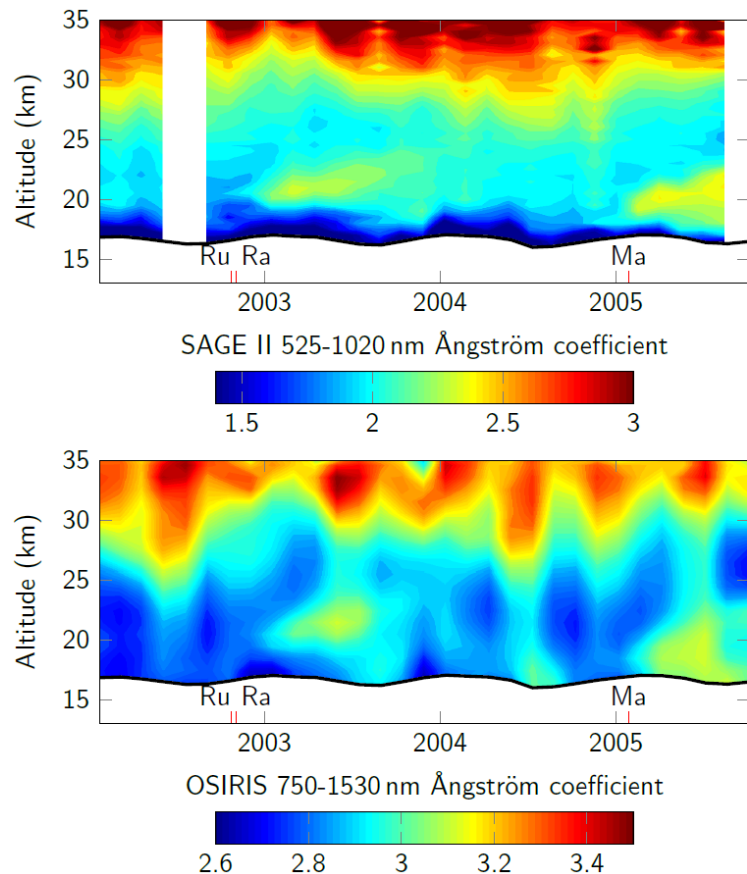 35
30
25
20
15
Altitude (km)
Ru Ra Ma
2003 2004 2005
SAGE II 525-1020 nm Ångström coefficient
1.5 2 2.5 3
35
30
25
20
15
Altitude (km)
Ru Ra Ma
2003 2004 2005
OSIRIS 750-1530 nm Ångström coefficient
2.6 2.8 3 3.2 3.4